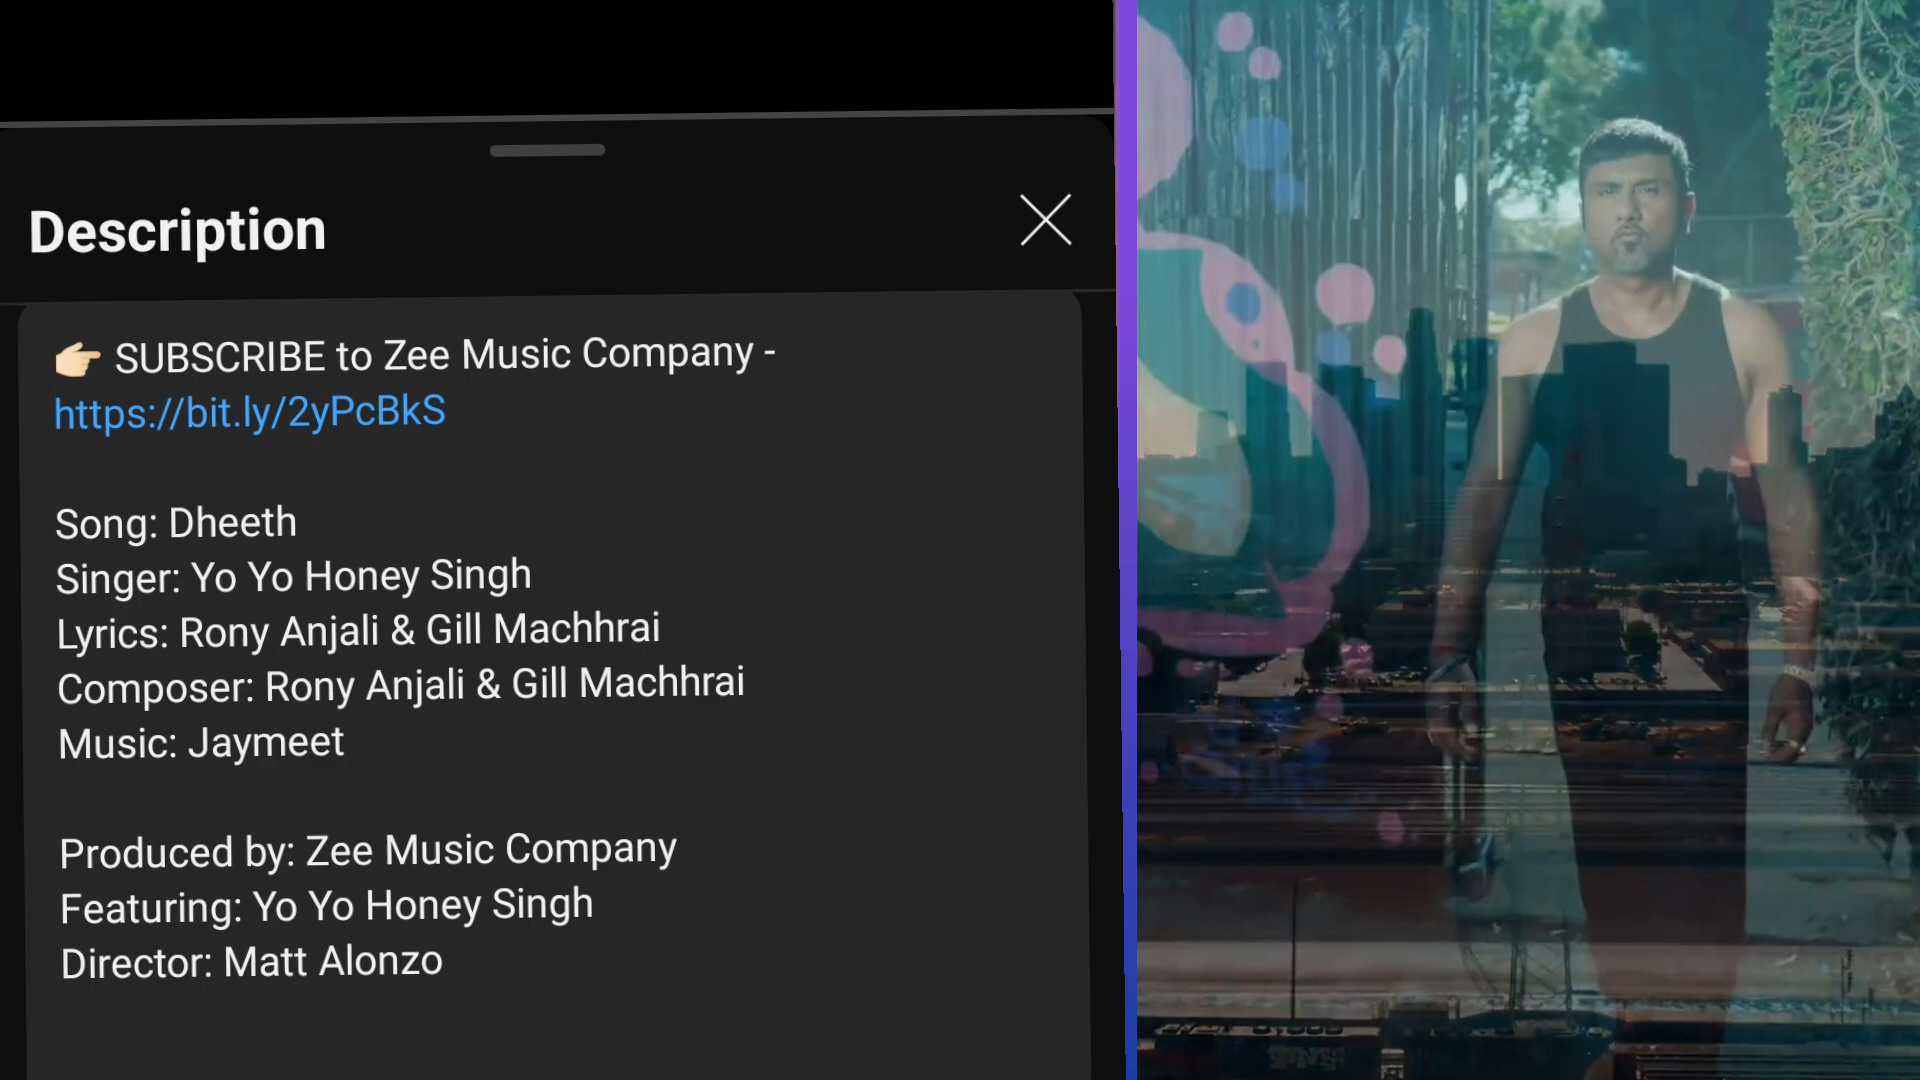 Description
👉🏻 SUBSCRIBE to Zee Music Company -
https://bit.ly/2yPcBkS
Song: Dheeth
Singer: Yo Yo Honey Singh
Lyrics: Rony Anjali & Gill Machhrai
Composer: Rony Anjali & Gill Machhrai
Music: Jaymeet
Produced by: Zee Music Company
Featuring: Yo Yo Honey Singh
Director: Matt Alonzo